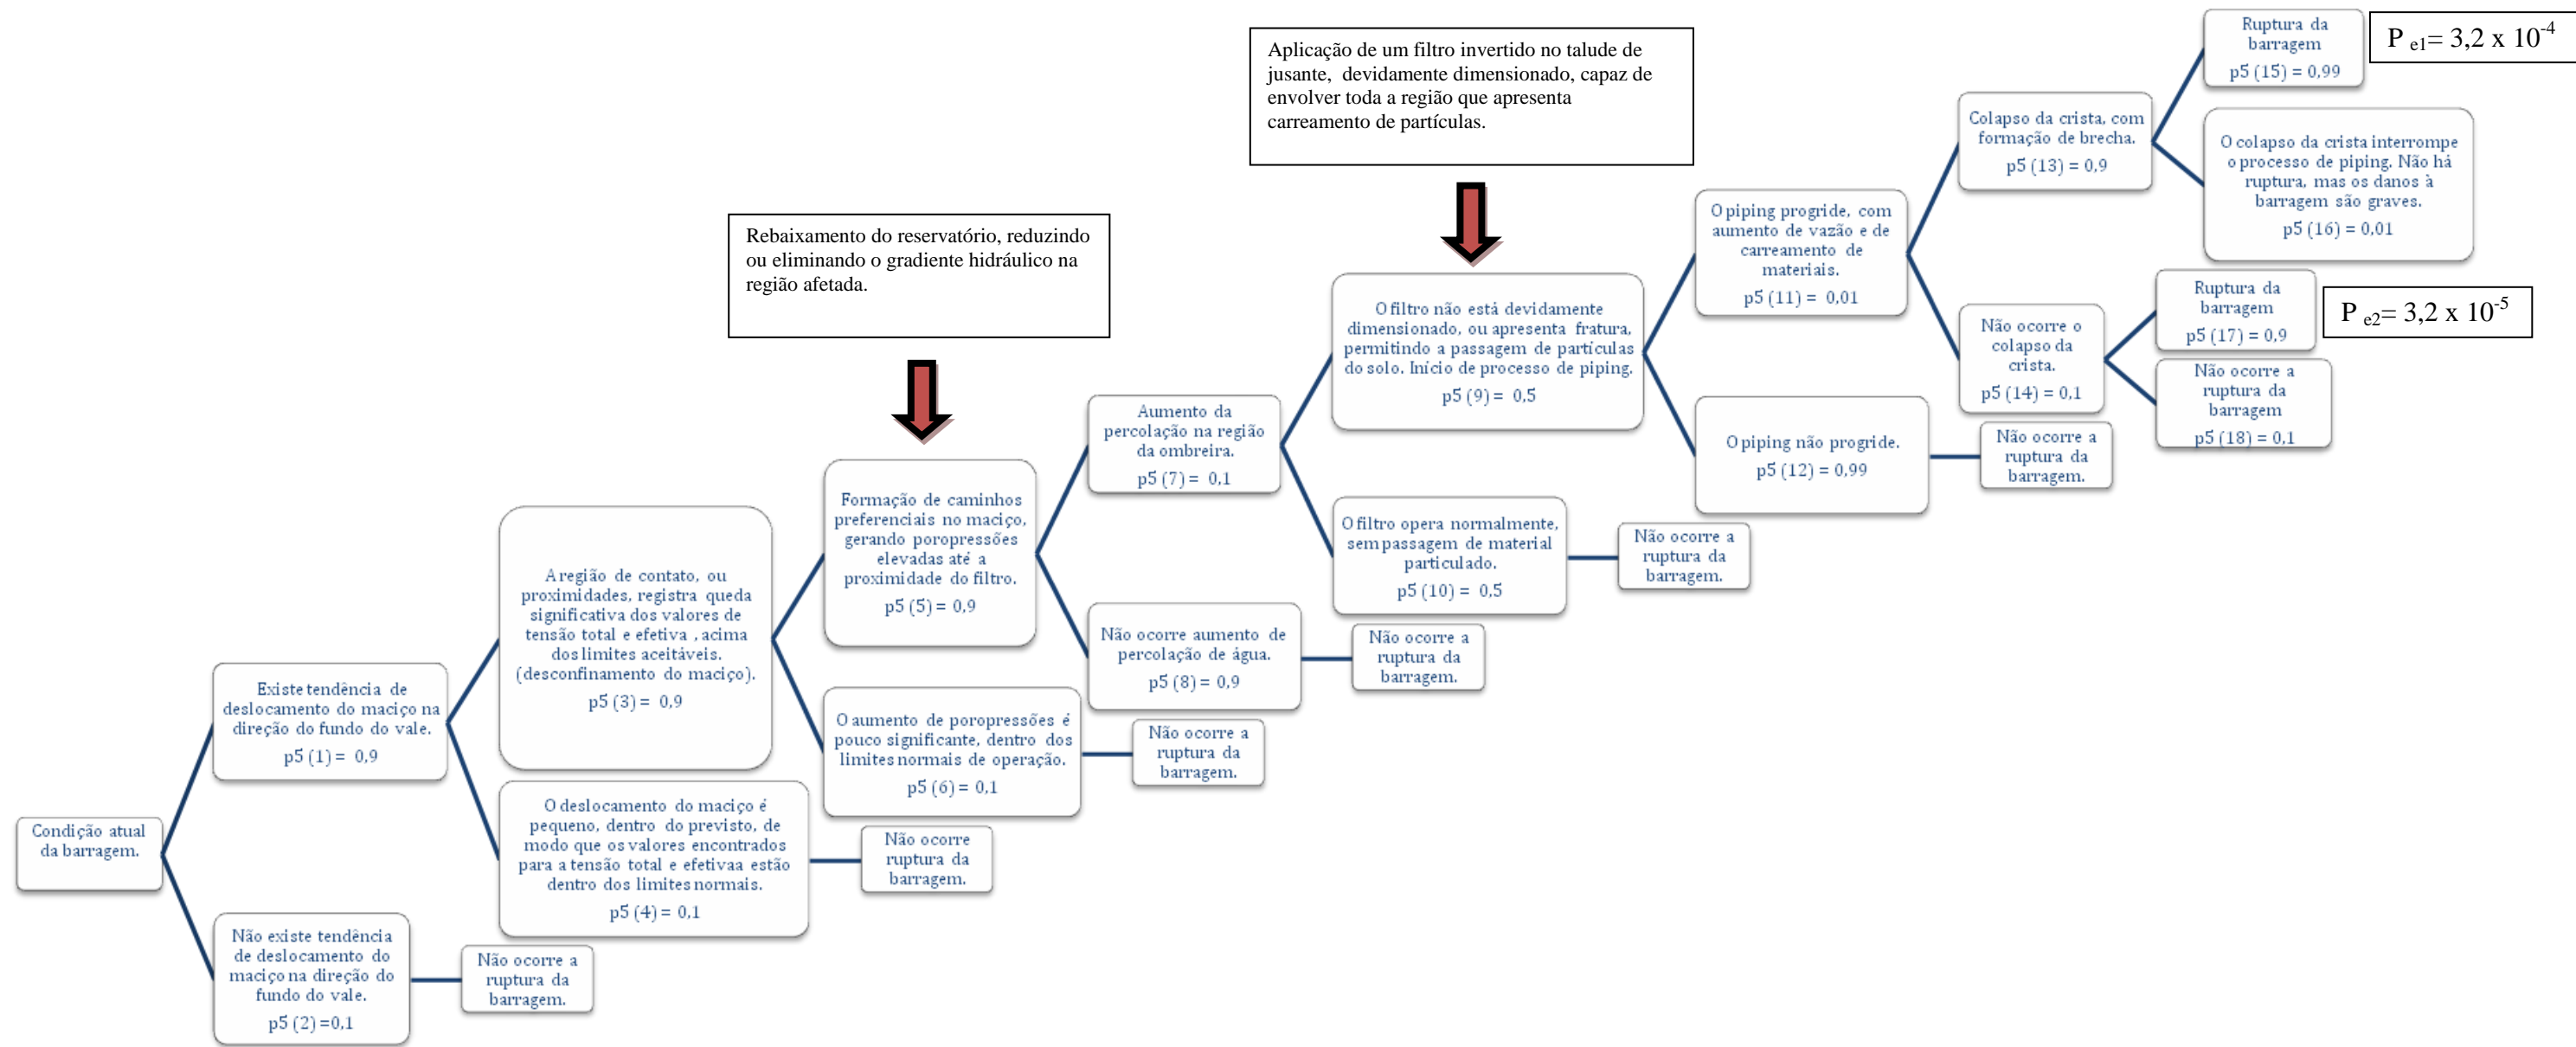 Condição atual
da barragem.
Existe tendência de
deslocamento do maciço na
direção do fundo do vale.
p5 (1) = 0,9
Não existe tendência
de deslocamento do
maciço na direção do
fundo do vale.
p5 (2) =0,1
Não ocorre a
ruptura da
barragem.
A região de contato, ou
proximidades, registra queda
significativa dos valores de
tensão total e efetiva , acima
dos limites aceitáveis.
(desconfinamento do maciço).
p5 (3) = 0,9
O deslocamento do maciço é
pequeno, dentro do previsto, de
modo que os valores encontrados
para a tensão total e efetivaa estão
dentro dos limites normais.
p5 (4) = 0,1
Não ocorre
ruptura da
barragem.
Rebaixamento do reservatório, reduzindo
ou eliminando o gradiente hidráulico na
região afetada.
Formação de caminhos
preferenciais no maciço,
gerando poropressões
elevadas até a
proximidade do filtro.
p5 (5) = 0,9
O aumento de poropressões é
pouco significante, dentro dos
limites normais de operação.
p5 (6) = 0,1
Não ocorre a
ruptura da
barragem.
Aumento da
percolação na região
da ombreira.
p5 (7) = 0,1
Não ocorre aumento de
percolação de água.
p5 (8) = 0,9
Não ocorre a
ruptura da
barragem.
Aplicação de um filtro invertido no talude de
jusante, devidamente dimensionado, capaz de
envolver toda a região que apresenta
carreamento de partículas.
O filtro não está devidamente
dimensionado, ou apresenta fratura,
permitindo a passagem de partículas
do solo. Início de processo de piping.
p5 (9) = 0,5
O filtro opera normalmente,
sem passagem de material
particulado.
p5 (10) = 0,5
Não ocorre a
ruptura da
barragem.
O piping progride, com
aumento de vazão e de
carreamento de
materiais.
p5 (11) = 0,01
O piping não progride.
p5 (12) = 0,99
Não ocorre a
ruptura da
barragem.
Colapso da crista, com
formação de brecha.
p5 (13) = 0,9
Não ocorre o
colapso da
crista.
p5 (14) = 0,1
Ruptura da
barragem
p5 (15) = 0,99
P e1= 3,2 x 10-4
O colapso da crista interrompe
o processo de piping. Não há
ruptura, mas os danos à
barragem são graves.
p5 (16) = 0,01
Ruptura da
barragem
p5 (17) = 0,9
P e2= 3,2 x 10-5
Não ocorre a
ruptura da
barragem
p5 (18) = 0,1